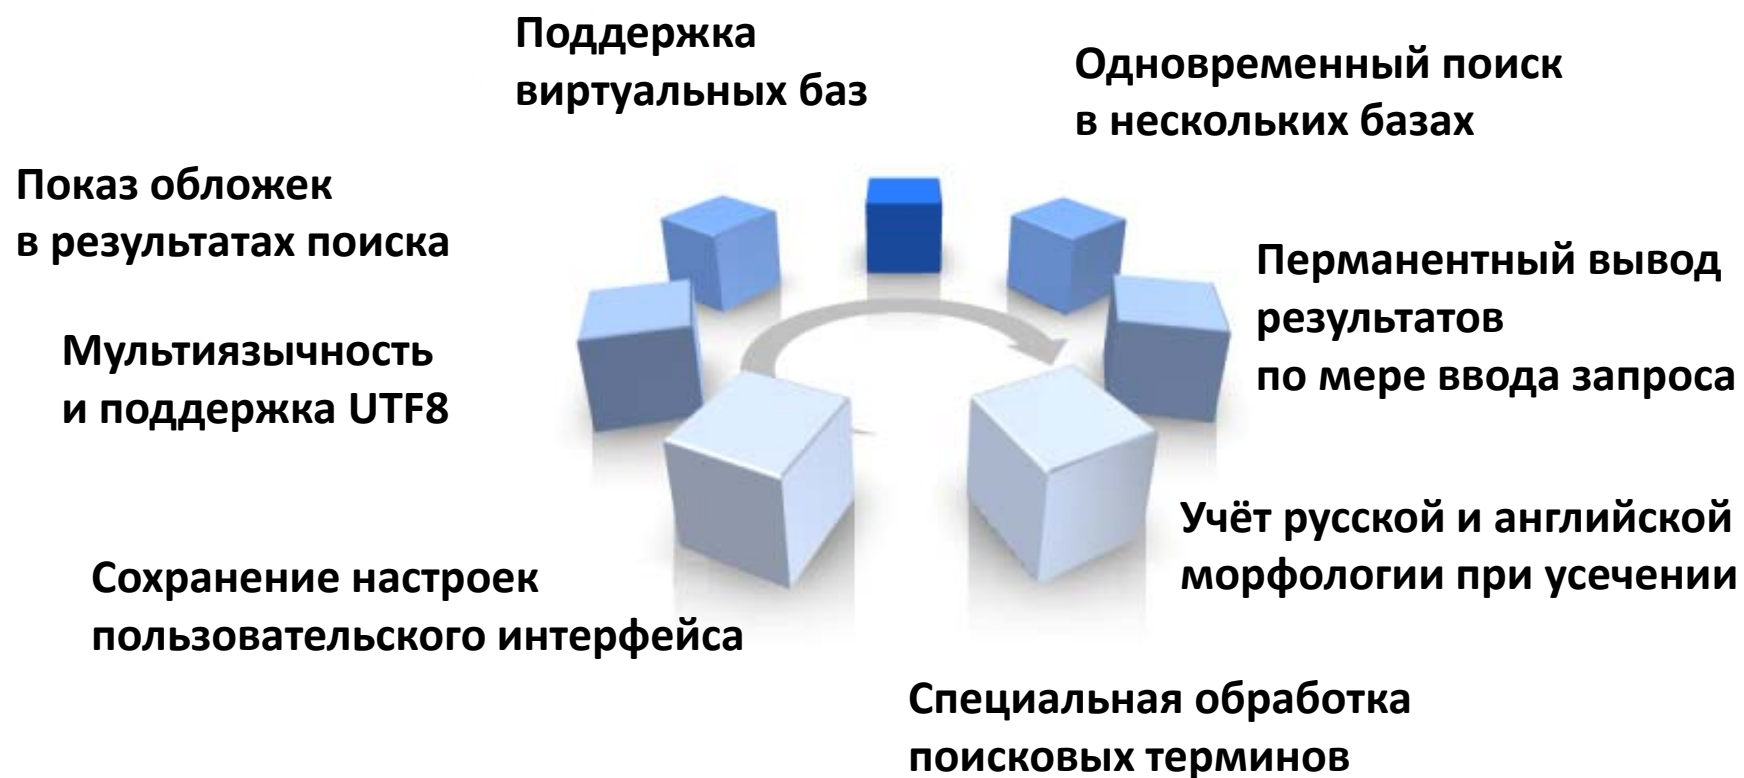 Поддержка
виртуальных баз
Одновременный поиск
в нескольких базах
Показ обложек
в результатах поиска
Перманентный вывод
результатов
по мере ввода запроса
Мультиязычность
и поддержка UTF8
Учёт русской и английской
морфологии при усечении
Сохранение настроек
пользовательского интерфейса
Специальная обработка
поисковых терминов